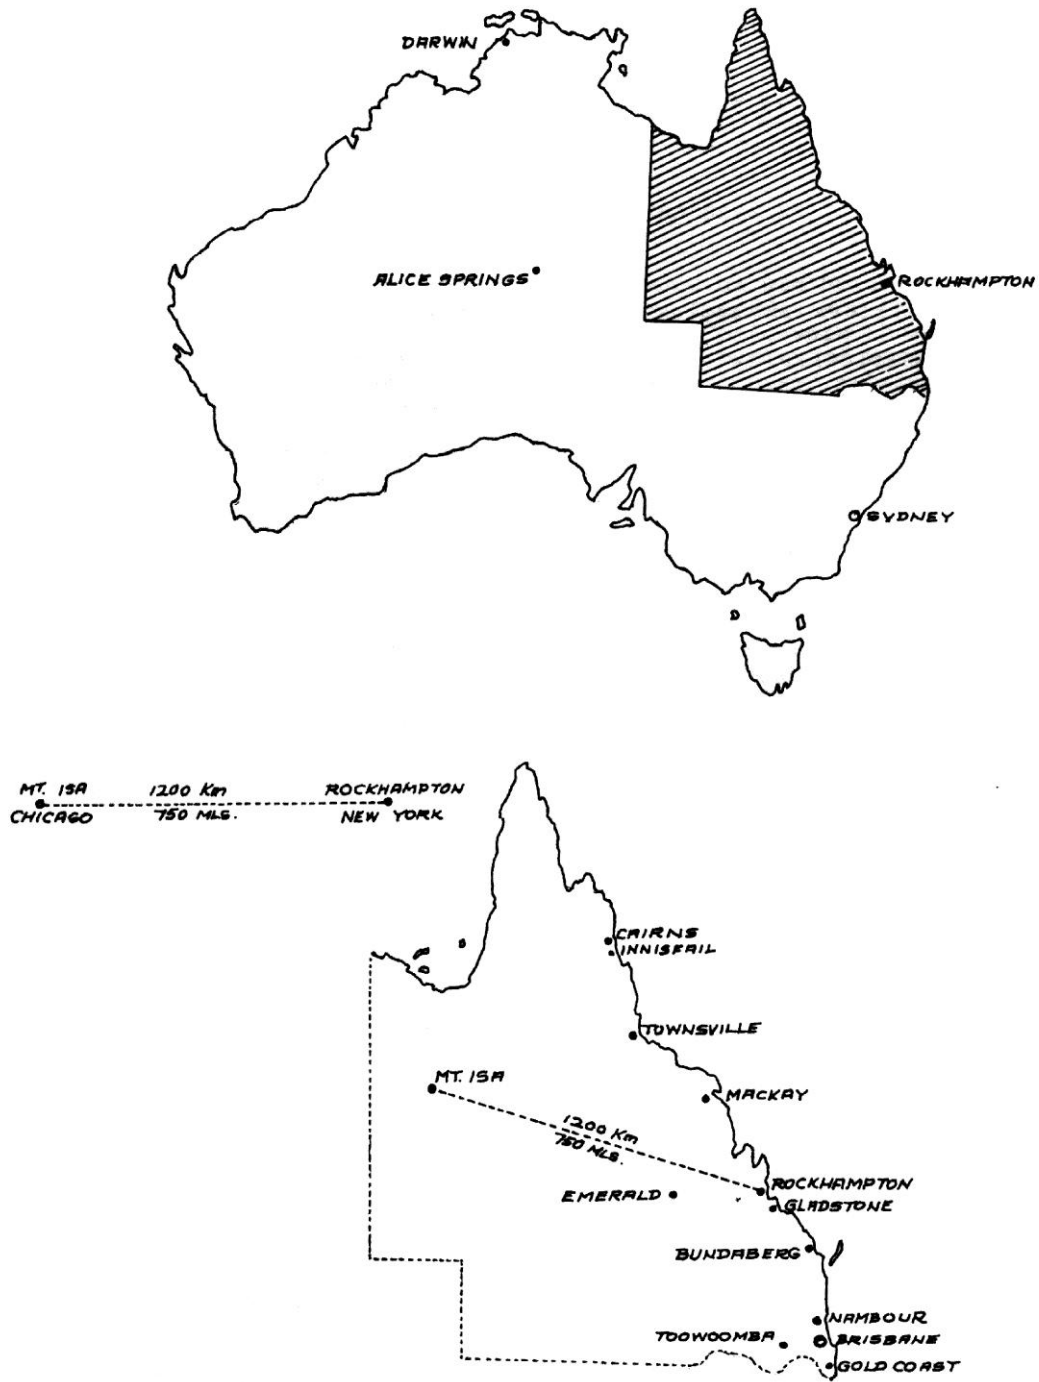 DARWIN
ALICE SPRINGS
ROCKHAMPTON
SYDNEY
MT. ISA 1200 Km ROCKHAMPTON
CHICAGO 750 MLS. NEW YORK
CAIRNS
INNISFAIL
TOWNSVILLE
MT. ISA
MACKAY
1200 Km
750 MLS.
ROCKHAMPTON
EMERALD
GLADSTONE
BUNDABERG
NAMBOUR
TOOWOOMBA
BRISBANE
GOLD COAST